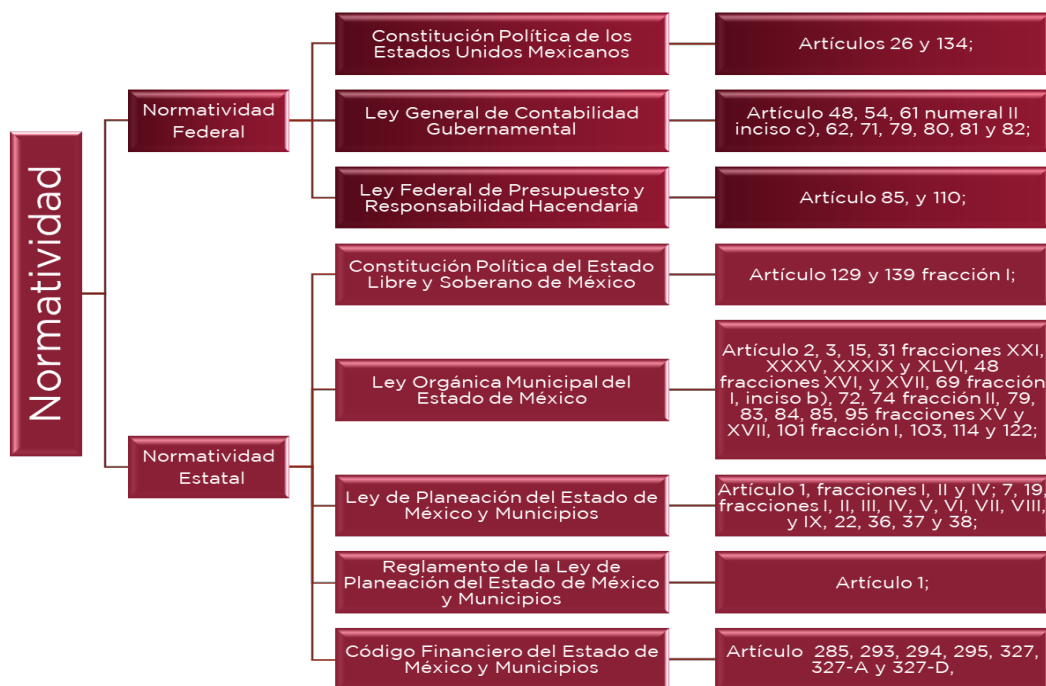 Normatividad
Normatividad
Federal
Constitución Política de los
Estados Unidos Mexicanos
Artículos 26 y 134;
Ley General de Contabilidad
Gubernamental
Artículo 48, 54, 61 numeral II
inciso c), 62, 71, 79, 80, 81 y 82;
Ley Federal de Presupuesto y
Responsabilidad Hacendaria
Artículo 85, y 110;
Normatividad
Estatal
Constitución Política del Estado
Libre y Soberano de México
Artículo 129 y 139 fracción I;
Ley Orgánica Municipal del
Estado de México
Artículo 2, 3, 15, 31 fracciones XXI,
XXXV, XXXIX y XLVI, 48
fracciones XVI, y XVII, 69 fracción
I, inciso b), 72, 74 fracción II, 79,
83, 84, 85, 95 fracciones XV y
XVII, 101 fracción I, 103, 114 y 122;
Ley de Planeación del Estado de
México y Municipios
Artículo 1, fracciones I, II y IV; 7, 19,
fracciones I, II, III, IV, V, VI, VII, VIII,
y IX, 22, 36, 37 y 38;
Reglamento de la Ley de
Planeación del Estado de México
y Municipios
Artículo 1;
Código Financiero del Estado de
México y Municipios
Artículo 285, 293, 294, 295, 327,
327-A y 327-D,